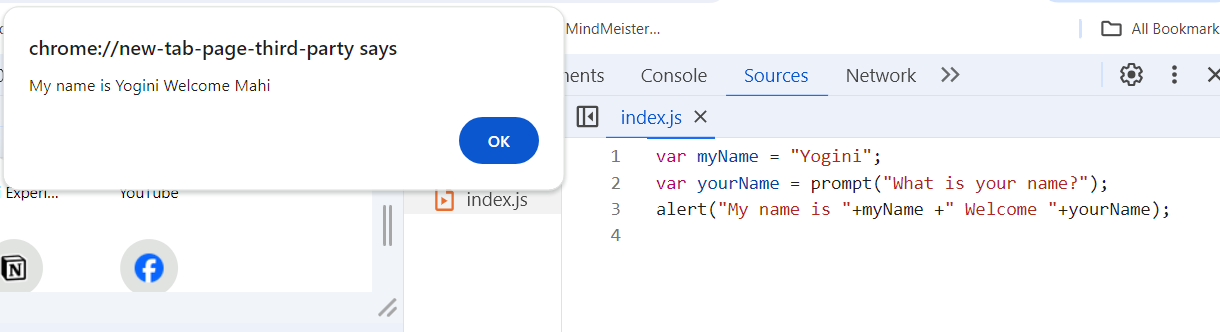 MindMeister...
All Bookmark
chrome://new-tab-page-third-party says
My name is Yogini Welcome Mahi
OK
Experi...
YouTube
ments
Console
Sources
Network
index.js
index.js
1 var myName = "Yogini";
2 var yourName = prompt("What is your name?");
3 alert("My name is "+myName +" Welcome "+yourName);
4